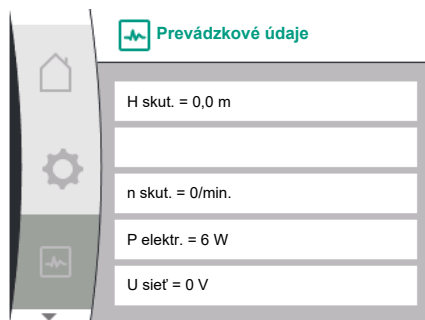 Prevádzkové údaje
H skut. = 0,0 m
n skut. = 0/min.
P elektr. = 6 W
U sieť = 0 V